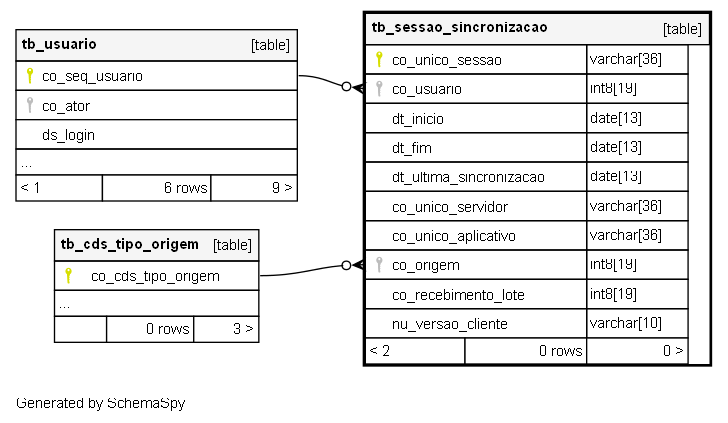 tb_usuario [table]
co_seq_usuario
co_ator
ds_login
...
< 1 6 rows 9 >
tb_cds_tipo_origem [table]
co_cds_tipo_origem
...
0 rows 3 >
tb_sessao_sincronizacao [table]
co_unico_sessao varchar[36]
co_usuario int8[19]
dt_inicio date[13]
dt_fim date[13]
dt_ultima_sincronizacao date[13]
co_unico_servidor varchar[36]
co_unico_aplicativo varchar[36]
co_origem int8[19]
co_recebimento_lote int8[19]
nu_versao_cliente varchar[10]
< 2 0 rows 0 >
Generated by SchemaSpy